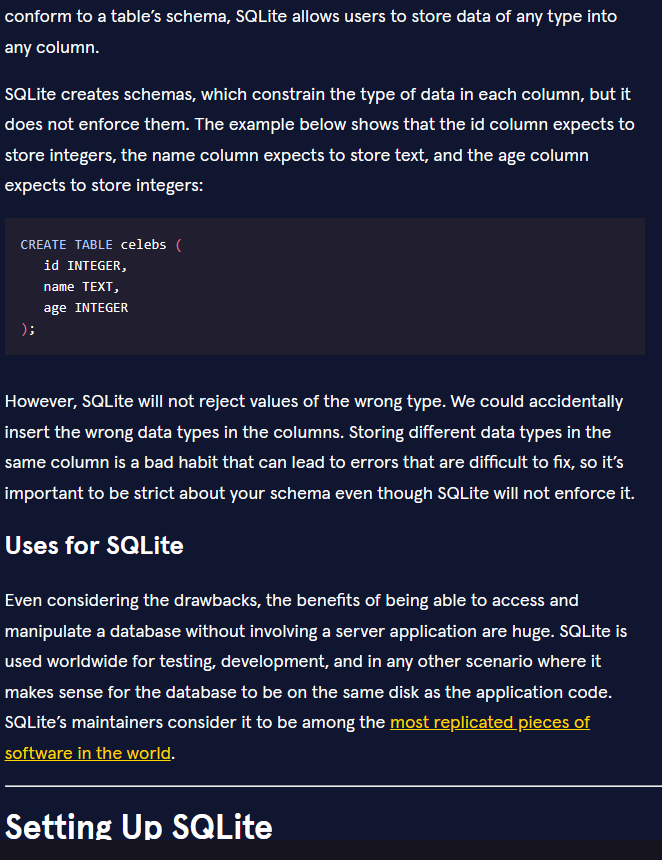 conform to a table’s schema, SQLite allows users to store data of any type into
any column.
SQLite creates schemas, which constrain the type of data in each column, but it
does not enforce them. The example below shows that the id column expects to
store integers, the name column expects to store text, and the age column
expects to store integers:
CREATE TABLE celebs (
   id INTEGER,
   name TEXT,
   age INTEGER
);
However, SQLite will not reject values of the wrong type. We could accidentally
insert the wrong data types in the columns. Storing different data types in the
same column is a bad habit that can lead to errors that are difficult to fix, so it’s
important to be strict about your schema even though SQLite will not enforce it.
Uses for SQLite
Even considering the drawbacks, the benefits of being able to access and
manipulate a database without involving a server application are huge. SQLite is
used worldwide for testing, development, and in any other scenario where it
makes sense for the database to be on the same disk as the application code.
SQLite’s maintainers consider it to be among the most replicated pieces of
software in the world.
Setting Up SQLite